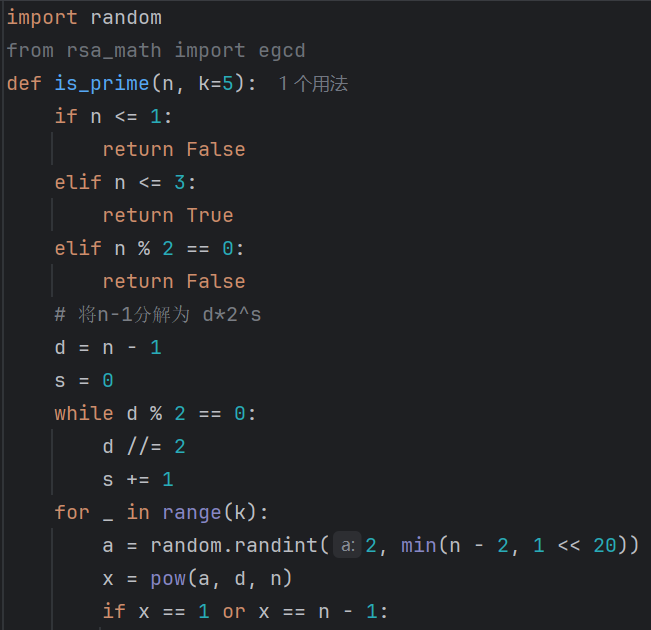 import random
from rsa_math import egcd
def is_prime(n, k=5): 1个用法
    if n <= 1:
        return False
    elif n <= 3:
        return True
    elif n % 2 == 0:
        return False
    # 将n-1分解为 d*2^s
    d = n - 1
    s = 0
    while d % 2 == 0:
        d //= 2
        s += 1
    for _ in range(k):
        a = random.randint(a: 2, min(n - 2, 1 << 20))
        x = pow(a, d, n)
        if x == 1 or x == n - 1: